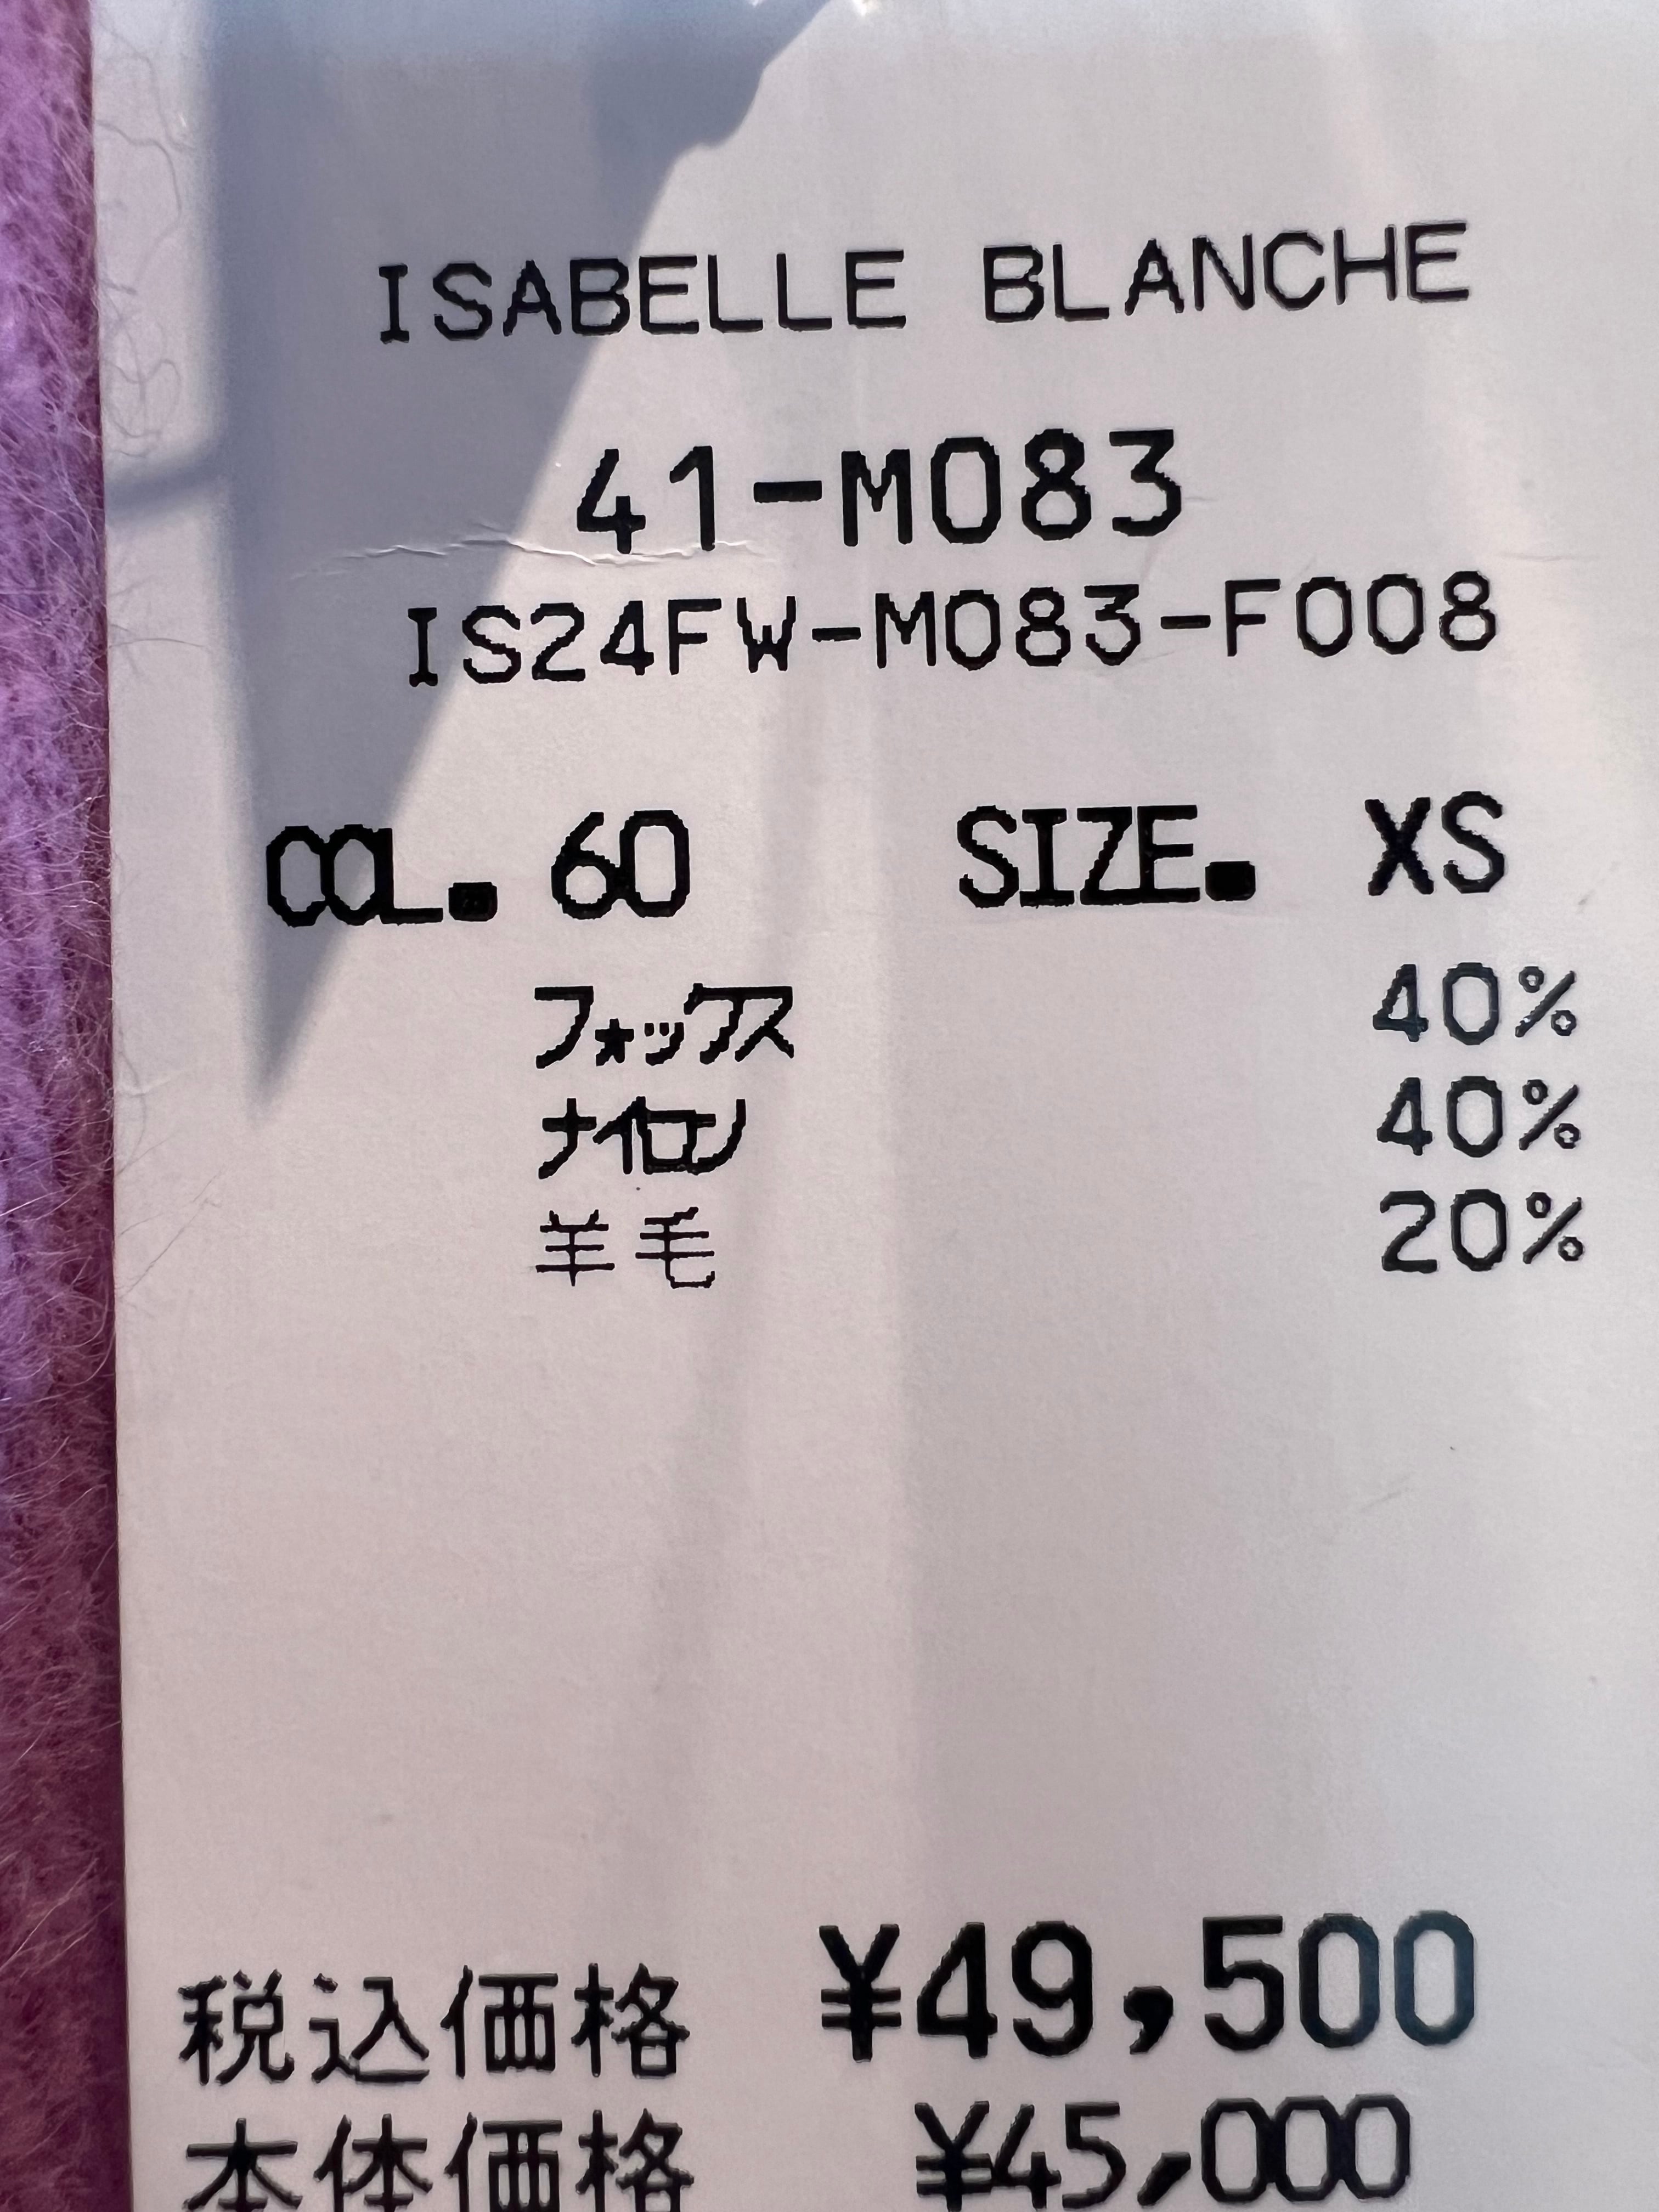 ISABELLE BLANCHE
41-M083
IS24FW-M083-F008
COL. 60 SIZE. XS
フォックス 40%
ナイロン 40%
羊毛 20%
税込価格 ¥49,500
本体価格 ¥45,000